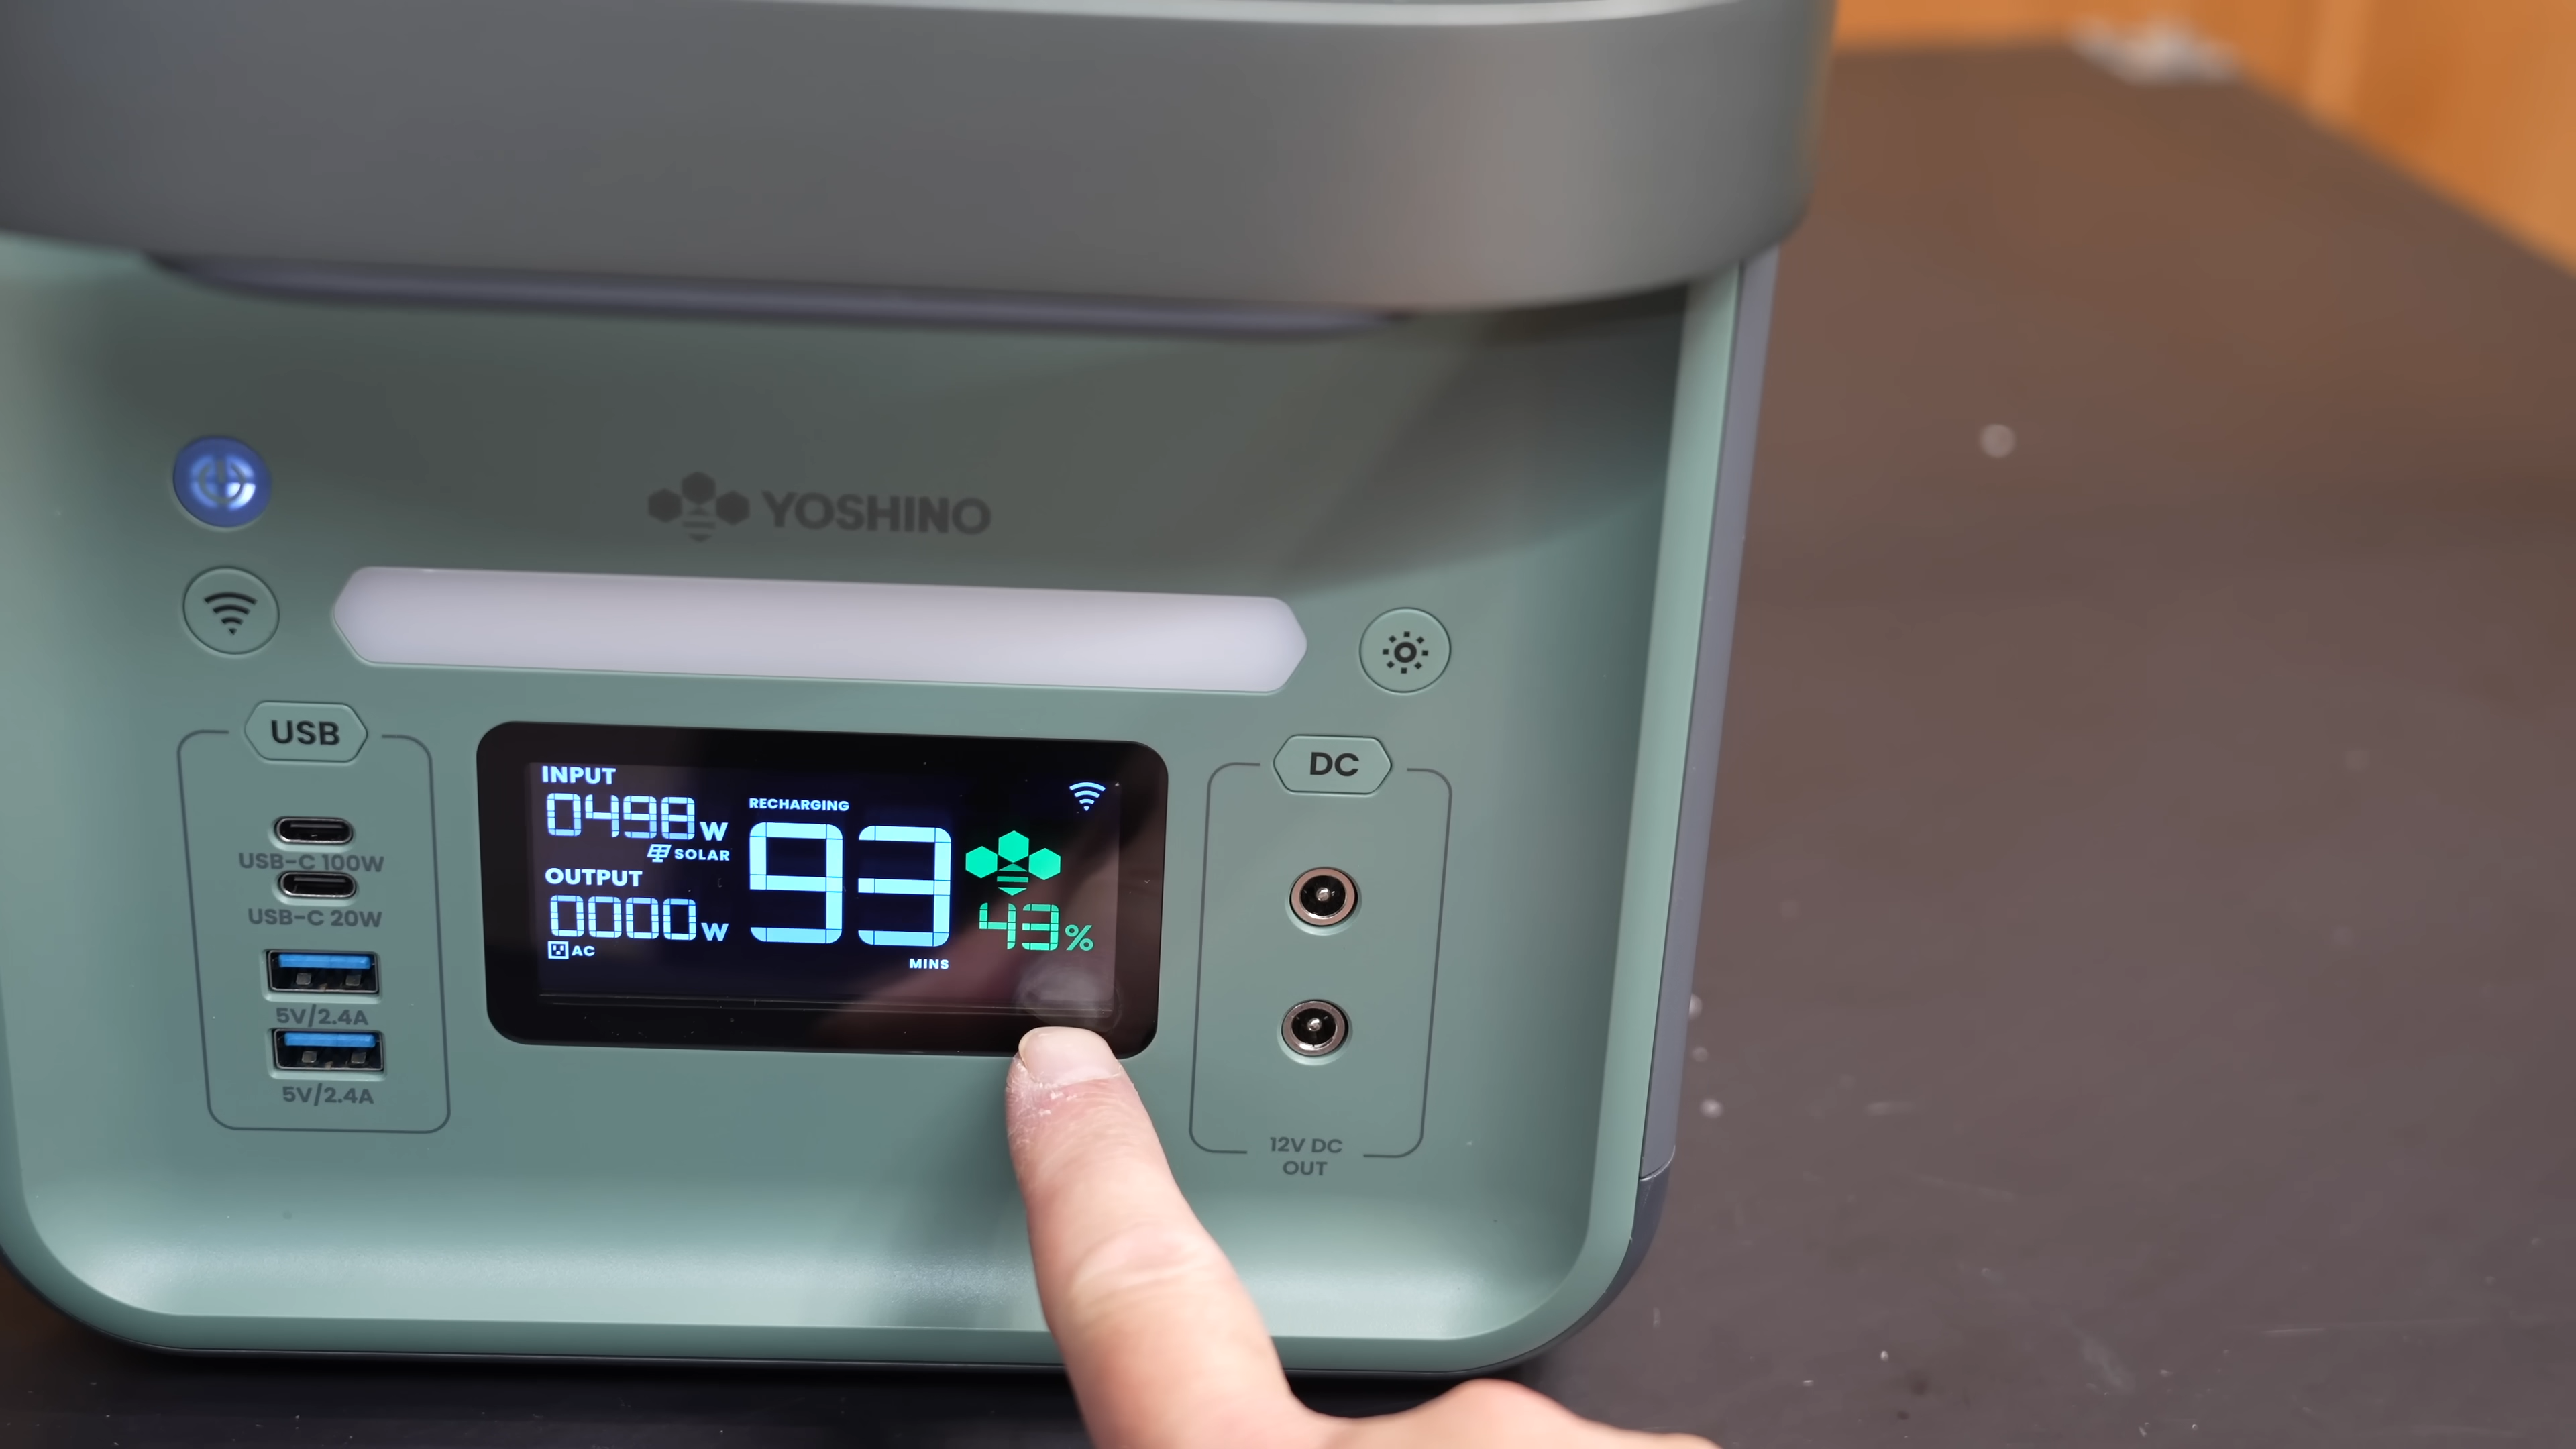 YOSHINO
USB
USB-C 100W
USB-C 20W
5V/2.4A
5V/2.4A
INPUT
0498W
SOLAR
OUTPUT
0000W
AC
RECHARGING
93
MINS
43%
DC
12V DC
OUT